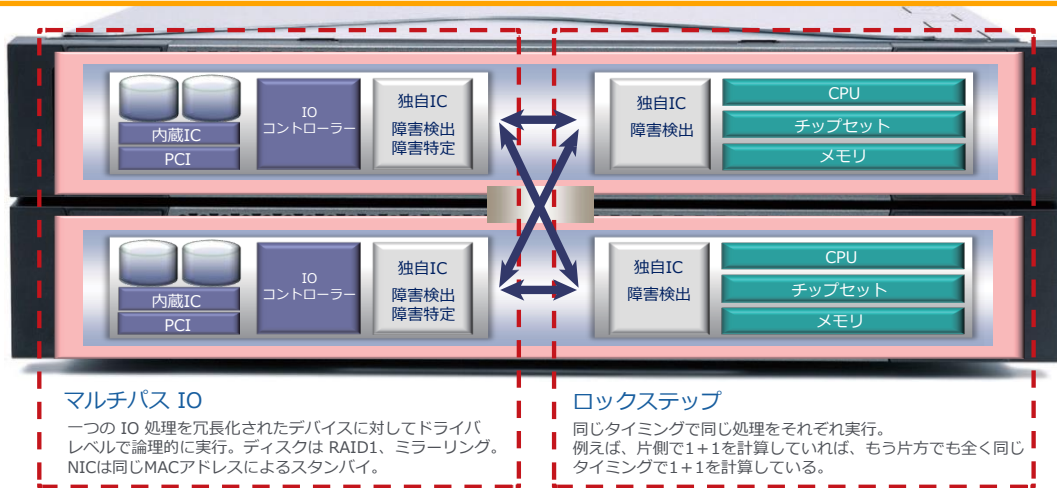 内蔵IC
PCI
IO
コントローラー
独自IC
障害検出
障害特定
独自IC
障害検出
CPU
チップセット
メモリ
内蔵IC
PCI
IO
コントローラー
独自IC
障害検出
障害特定
独自IC
障害検出
CPU
チップセット
メモリ
マルチパス IO
一つの IO 処理を冗長化されたデバイスに対してドライバ
レベルで論理的に実行。ディスクは RAID1、ミラーリング。
NICは同じMACアドレスによるスタンバイ。
ロックステップ
同じタイミングで同じ処理をそれぞれ実行。
例えば、片側で1+1を計算していれば、もう片方でも全く同じ
タイミングで1+1を計算している。